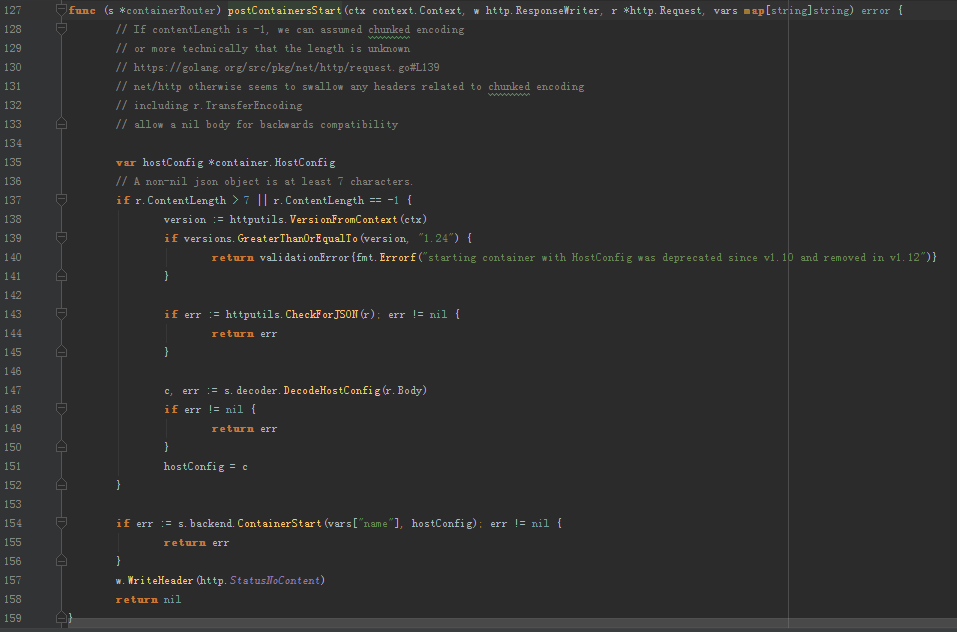 127 func (s *containerRouter) postContainersStart(ctx context.Context, w http.ResponseWriter, r *http.Request, vars map[string]string) error {
128 // If contentLength is -1, we can assumed chunked encoding
129 // or more technically that the length is unknown
130 // https://golang.org/src/pkg/net/http/request.go#L139
131 // net/http otherwise seems to swallow any headers related to chunked encoding
132 // including r.TransferEncoding
133 // allow a nil body for backwards compatibility
134
135 var hostConfig *container.HostConfig
136 // A non-nil json object is at least 7 characters.
137 if r.ContentLength > 7 || r.ContentLength == -1 {
138 version := httputils.VersionFromContext(ctx)
139 if versions.GreaterThanOrEqualTo(version, "1.24") {
140 return validationError{fmt.Errorf("starting container with HostConfig was deprecated since v1.10 and removed in v1.12")}
141 }
142
143 if err := httputils.CheckForJSON(r); err != nil {
144 return err
145 }
146
147 c, err := s.decoder.DecodeHostConfig(r.Body)
148 if err != nil {
149 return err
150 }
151 hostConfig = c
152 }
153
154 if err := s.backend.ContainerStart(vars["name"], hostConfig); err != nil {
155 return err
156 }
157 w.WriteHeader(http.StatusNoContent)
158 return nil
159 }